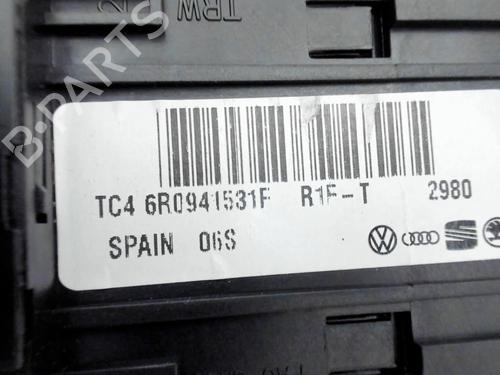 TRW
B-PARTS
TC4 6R0941531F R1F-T 2980
SPAIN 06S